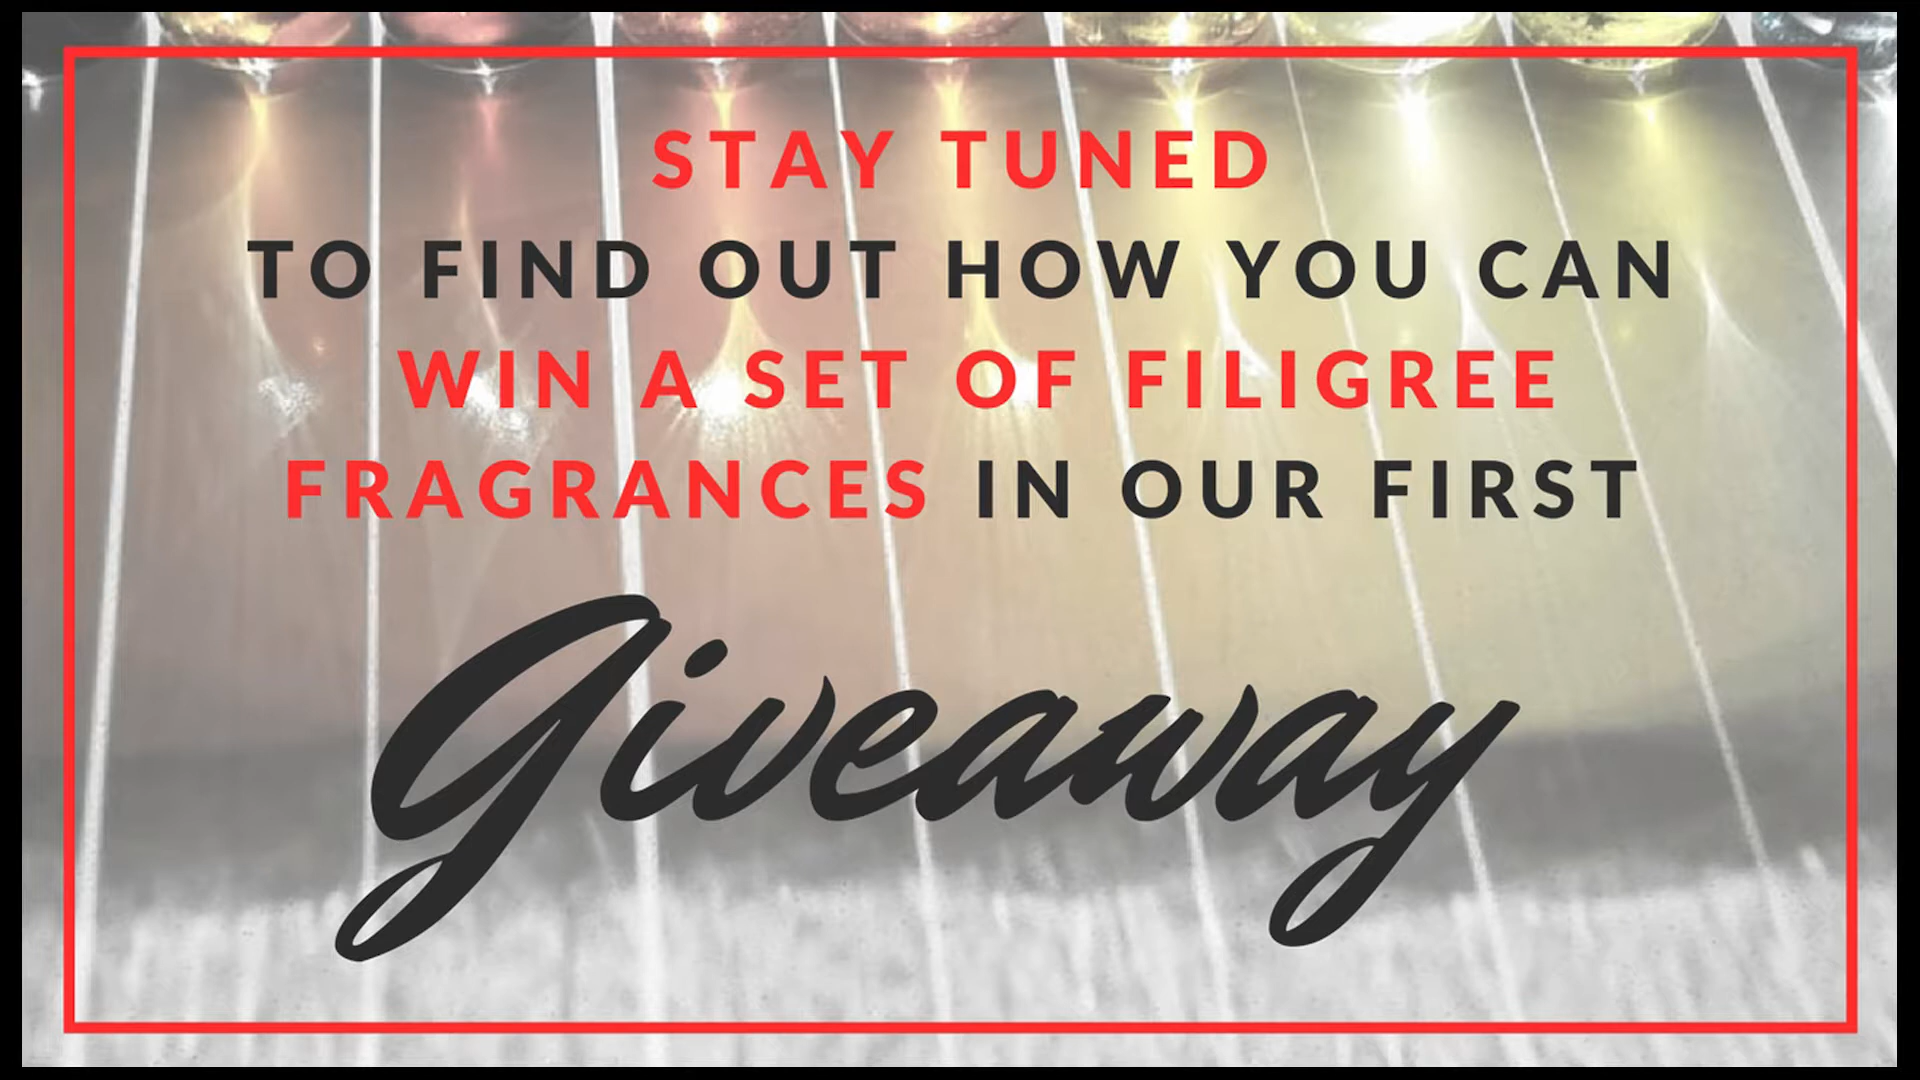 STAY TUNED
TO FIND OUT HOW YOU CAN
WIN A SET OF FILIGREE
FRAGRANCES IN OUR FIRST
Giveaway